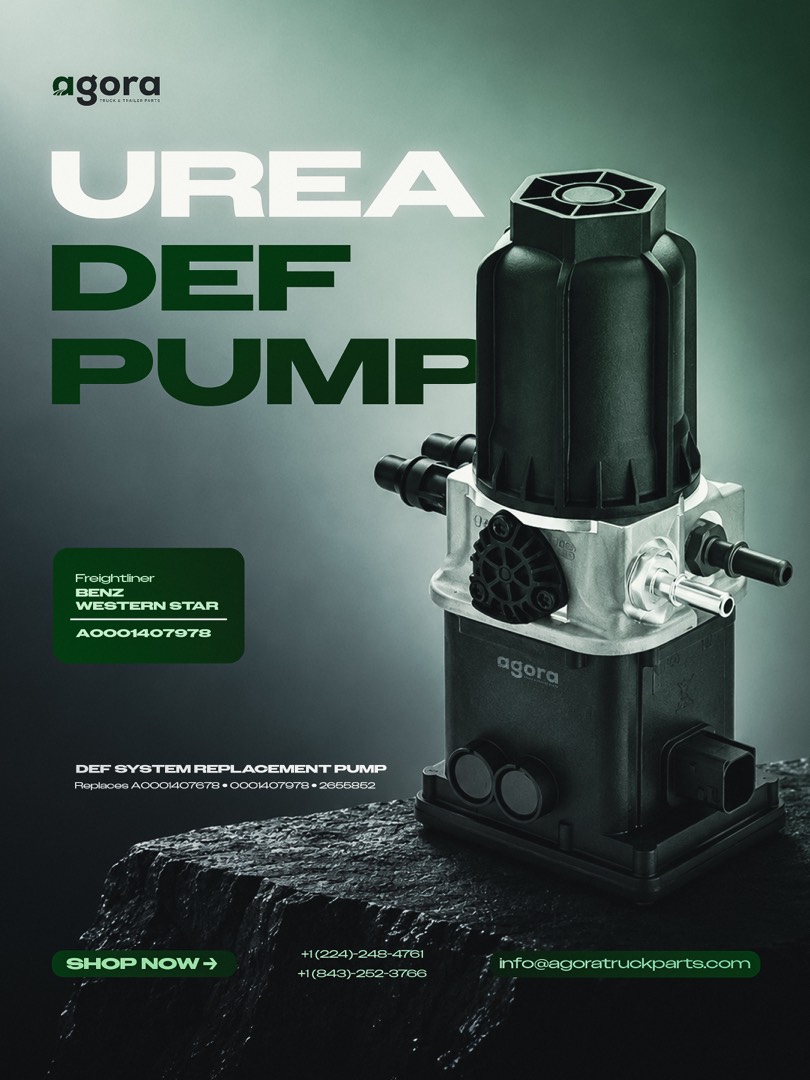 agora
TRUCK & TRAILER PARTS
UREA
DEF
PUMP
Freightliner
BENZ
WESTERN STAR
A0001407978
agora
DEF SYSTEM REPLACEMENT PUMP
Replaces A0001407678 • 0001407978 • 2655852
SHOP NOW →
+1 (224)-248-4761
+1 (843)-252-3766
info@agoratruckparts.com